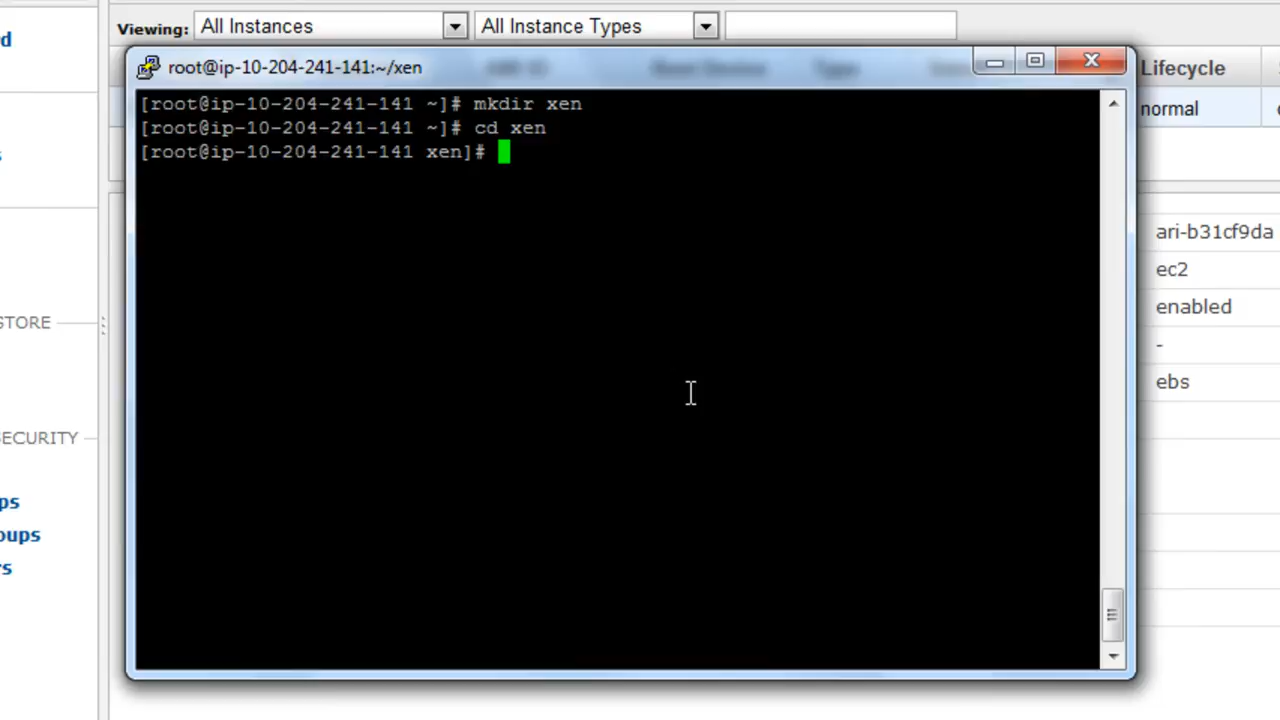 d
Viewing: All Instances All Instance Types
root@ip-10-204-241-141:~/xen
Lifecycle
[root@ip-10-204-241-141 ~]# mkdir xen
normal
[root@ip-10-204-241-141 ~]# cd xen
s
[root@ip-10-204-241-141 xen]#
ari-b31cf9da
ec2
enabled
STORE
-
ebs
SECURITY
ps
oups
rs